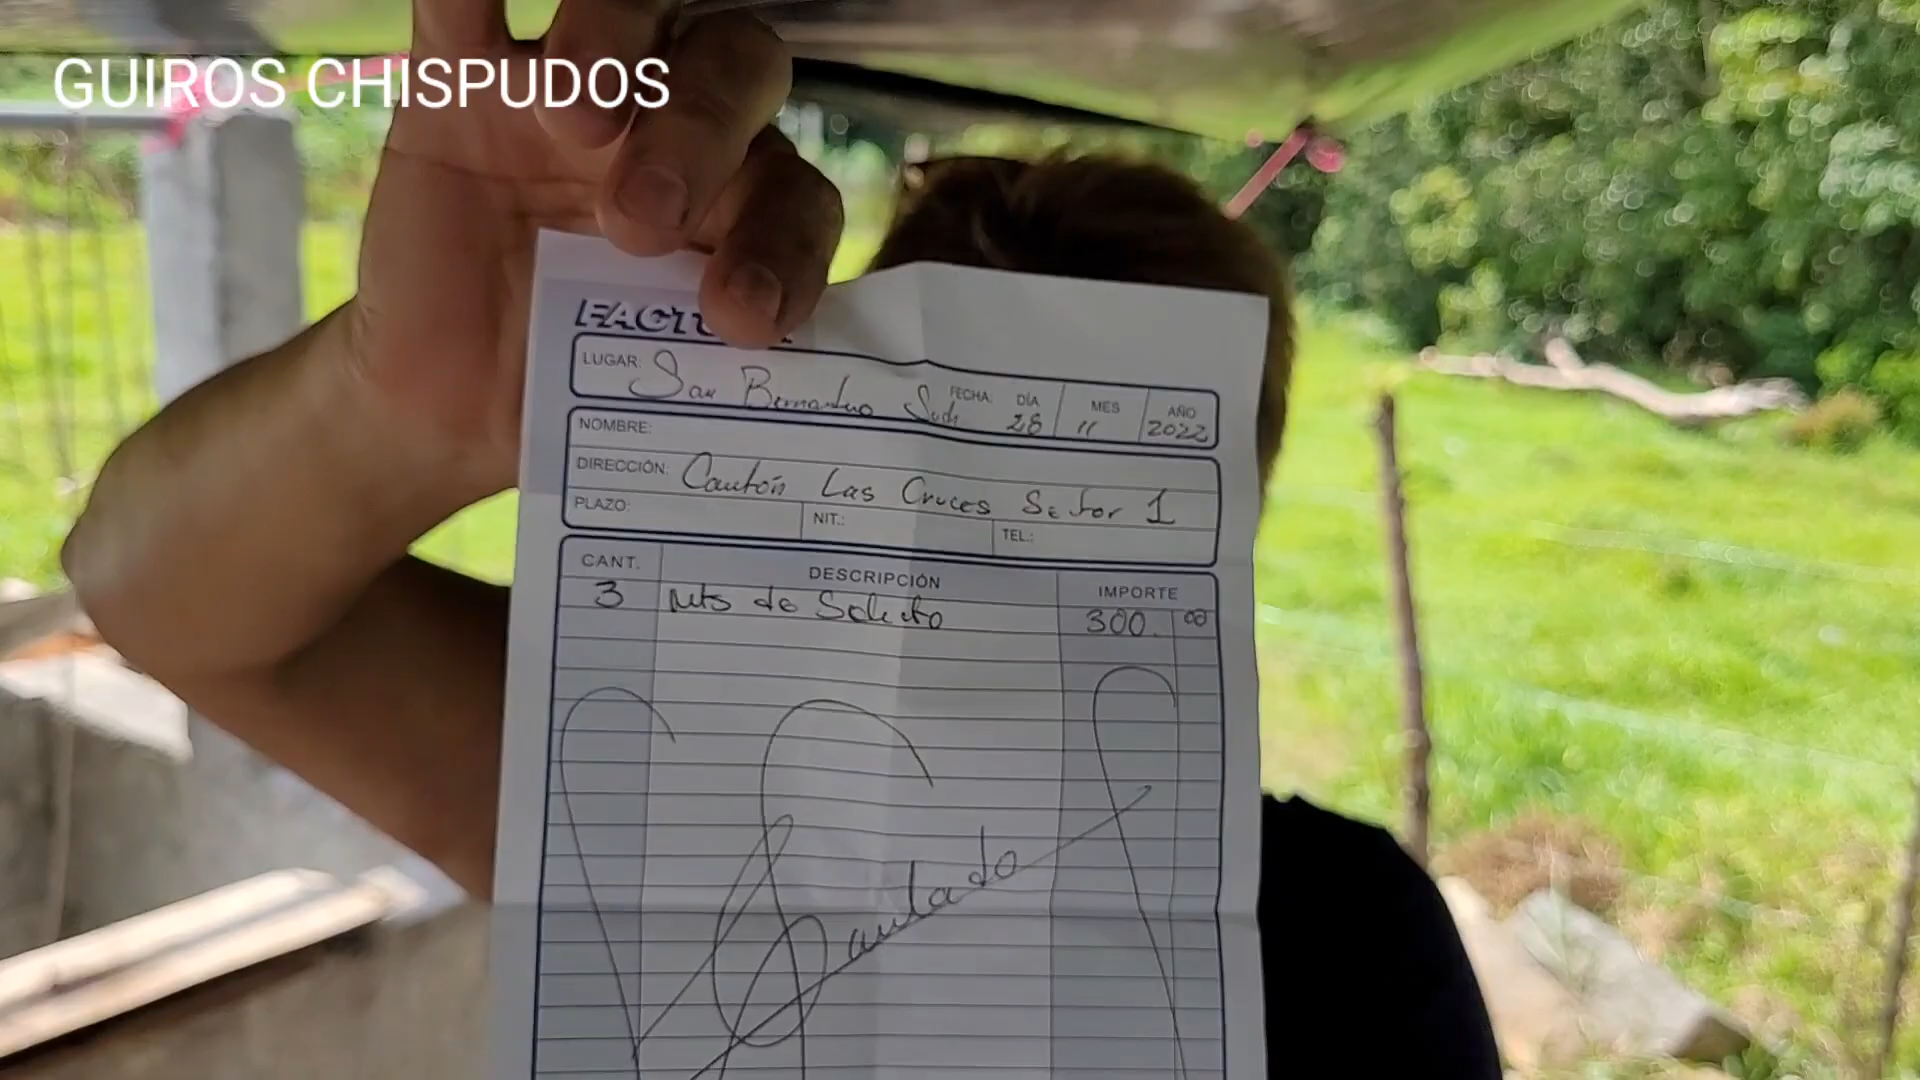 GUIROS CHISPUDOS
FACTU
LUGAR: San Bernardino Such. FECHA: DÍA 28 MES 11 AÑO 2022
NOMBRE:
DIRECCIÓN: Cantón Las Cruces Sector 1
PLAZO: NIT.: TEL.:
CANT. DESCRIPCIÓN IMPORTE
3 mts de Selecto 300.00